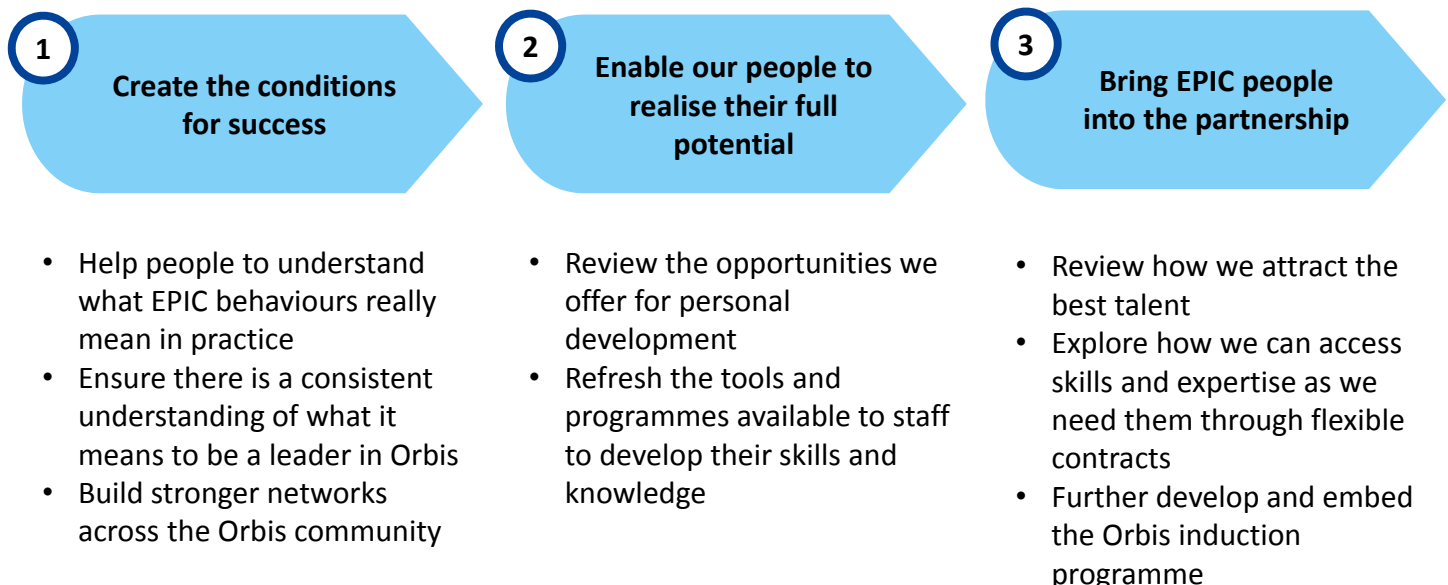 1
Create the conditions
for success
• Help people to understand
what EPIC behaviours really
mean in practice
• Ensure there is a consistent
understanding of what it
means to be a leader in Orbis
• Build stronger networks
across the Orbis community
2
Enable our people to
realise their full
potential
• Review the opportunities we
offer for personal
development
• Refresh the tools and
programmes available to staff
to develop their skills and
knowledge
3
Bring EPIC people
into the partnership
• Review how we attract the
best talent
• Explore how we can access
skills and expertise as we
need them through flexible
contracts
• Further develop and embed
the Orbis induction
programme